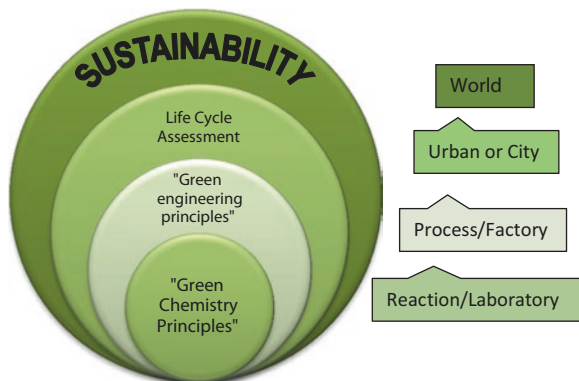 SUSTAINABILITY
Life Cycle
Assessment
"Green
engineering
principles"
"Green
Chemistry
Principles"
World
Urban or City
Process/Factory
Reaction/Laboratory